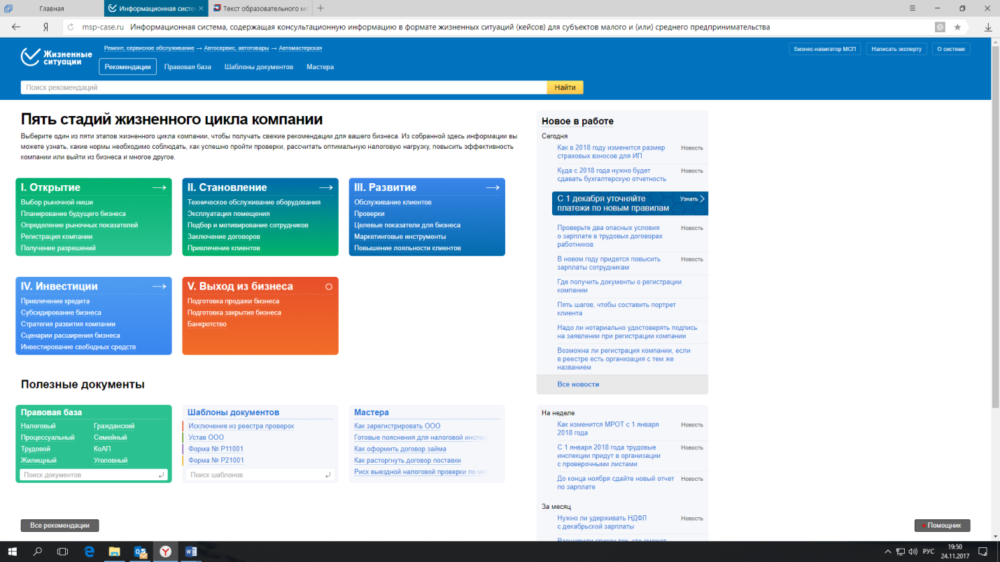 Главная
Информационная систе
Текст образовательного мо
Я
msp-case.ru Информационная система, содержащая консультационную информацию в формате жизненных ситуаций (кейсов) для субъектов малого и (или) среднего предпринимательства
Жизненные
ситуации
Ремонт, сервисное обслуживание → Автосервис, автотовары → Автомастерская
Бизнес-навигатор МСП
Написать эксперту
О системе
Рекомендации
Правовая база
Шаблоны документов
Мастера
Поиск рекомендаций
Найти
Пять стадий жизненного цикла компании
Выберите один из пяти этапов жизненного цикла компании, чтобы получать свежие рекомендации для вашего бизнеса. Из собранной здесь информации вы
можете узнать, какие нормы необходимо соблюдать, как успешно пройти проверки, рассчитать оптимальную налоговую нагрузку, повысить эффективность
компании или выйти из бизнеса и многое другое.
I. Открытие
Выбор рыночной ниши
Планирование будущего бизнеса
Определение рыночных показателей
Регистрация компании
Получение разрешений
II. Становление
Техническое обслуживание оборудования
Эксплуатация помещения
Подбор и мотивирование сотрудников
Заключение договоров
Привлечение клиентов
III. Развитие
Обслуживание клиентов
Проверки
Целевые показатели для бизнеса
Маркетинговые инструменты
Повышение лояльности клиентов
IV. Инвестиции
Привлечение кредита
Субсидирование бизнеса
Стратегия развития компании
Сценарии расширения бизнеса
Инвестирование свободных средств
V. Выход из бизнеса
Подготовка продажи бизнеса
Подготовка закрытия бизнеса
Банкротство
Полезные документы
Правовая база
Налоговый Гражданский
Процессуальный Семейный
Трудовой КоАП
Жилищный Уголовный
Поиск документов
Шаблоны документов
Исключение из реестра проверок
Устав ООО
Форма № Р11001
Форма № Р21001
Поиск шаблонов
Мастера
Как зарегистрировать ООО
Готовые пояснения для налоговой инспек
Как оформить договор займа
Как расторгнуть договор поставки
Риск выездной налоговой проверки по ме
Все рекомендации
Новое в работе
Сегодня
Как в 2018 году изменится размер Новость
страховых взносов для ИП
Куда с 2018 года нужно будет Новость
сдавать бухгалтерскую отчетность
С 1 декабря уточняйте Узнать
платежи по новым правилам
Проверьте два опасных условия Новость
о зарплате в трудовых договорах
работников
В новом году придется повысить Новость
зарплаты сотрудникам
Где получить документы о регистрации
компании
Пять шагов, чтобы составить портрет
клиента
Надо ли нотариально удостоверять подпись
на заявлении при регистрации компании
Возможна ли регистрация компании, если
в реестре есть организация с тем же
названием
Все новости
На неделе
Как изменится МРОТ с 1 января Новость
2018 года
С 1 января 2018 года трудовые Новость
инспекции придут в организации
с проверочными листами
До конца ноября сдайте новый отчет Новость
по зарплате
За месяц
Нужно ли удерживать НДФЛ Новость
с декабрьской зарплаты
Расширили список тех, кто сможет
Помощник
РУС
19:50
24.11.2017